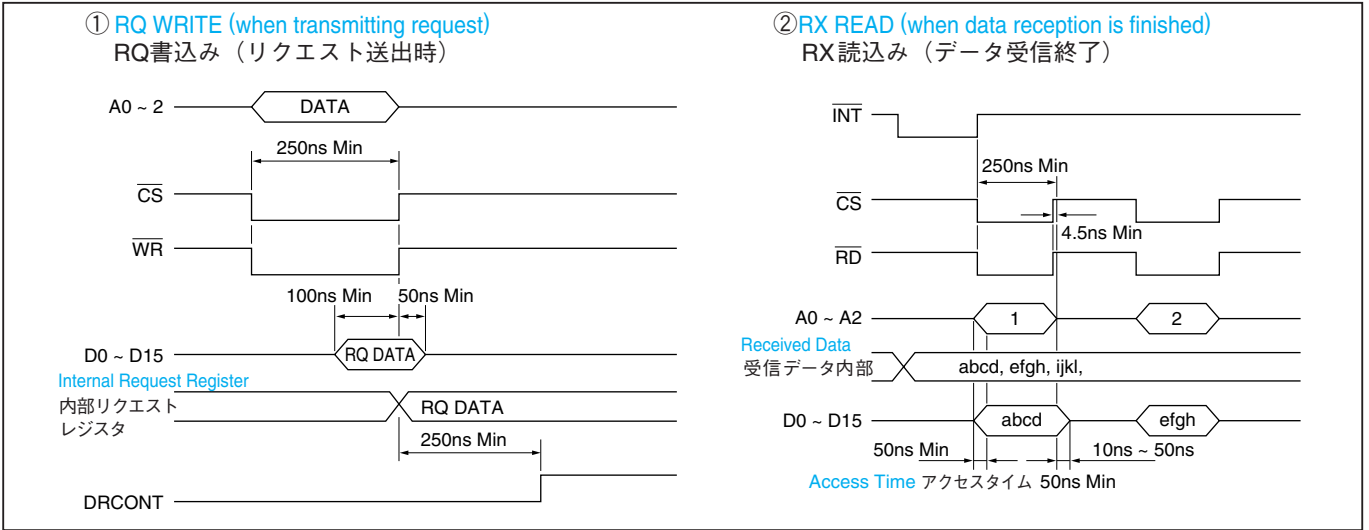 ① RQ WRITE (when transmitting request)
RQ書込み（リクエスト送出時）
A0 ~ 2
DATA
250ns Min
CS
WR
100ns Min
50ns Min
D0 ~ D15
RQ DATA
Internal Request Register
内部リクエスト
レジスタ
RQ DATA
250ns Min
DRCONT
②RX READ (when data reception is finished)
RX読込み（データ受信終了）
INT
250ns Min
CS
4.5ns Min
RD
A0 ~ A2
1
2
Received Data
受信データ内部
abcd, efgh, ijkl,
D0 ~ D15
abcd
efgh
50ns Min
10ns ~ 50ns
Access Time アクセスタイム 50ns Min